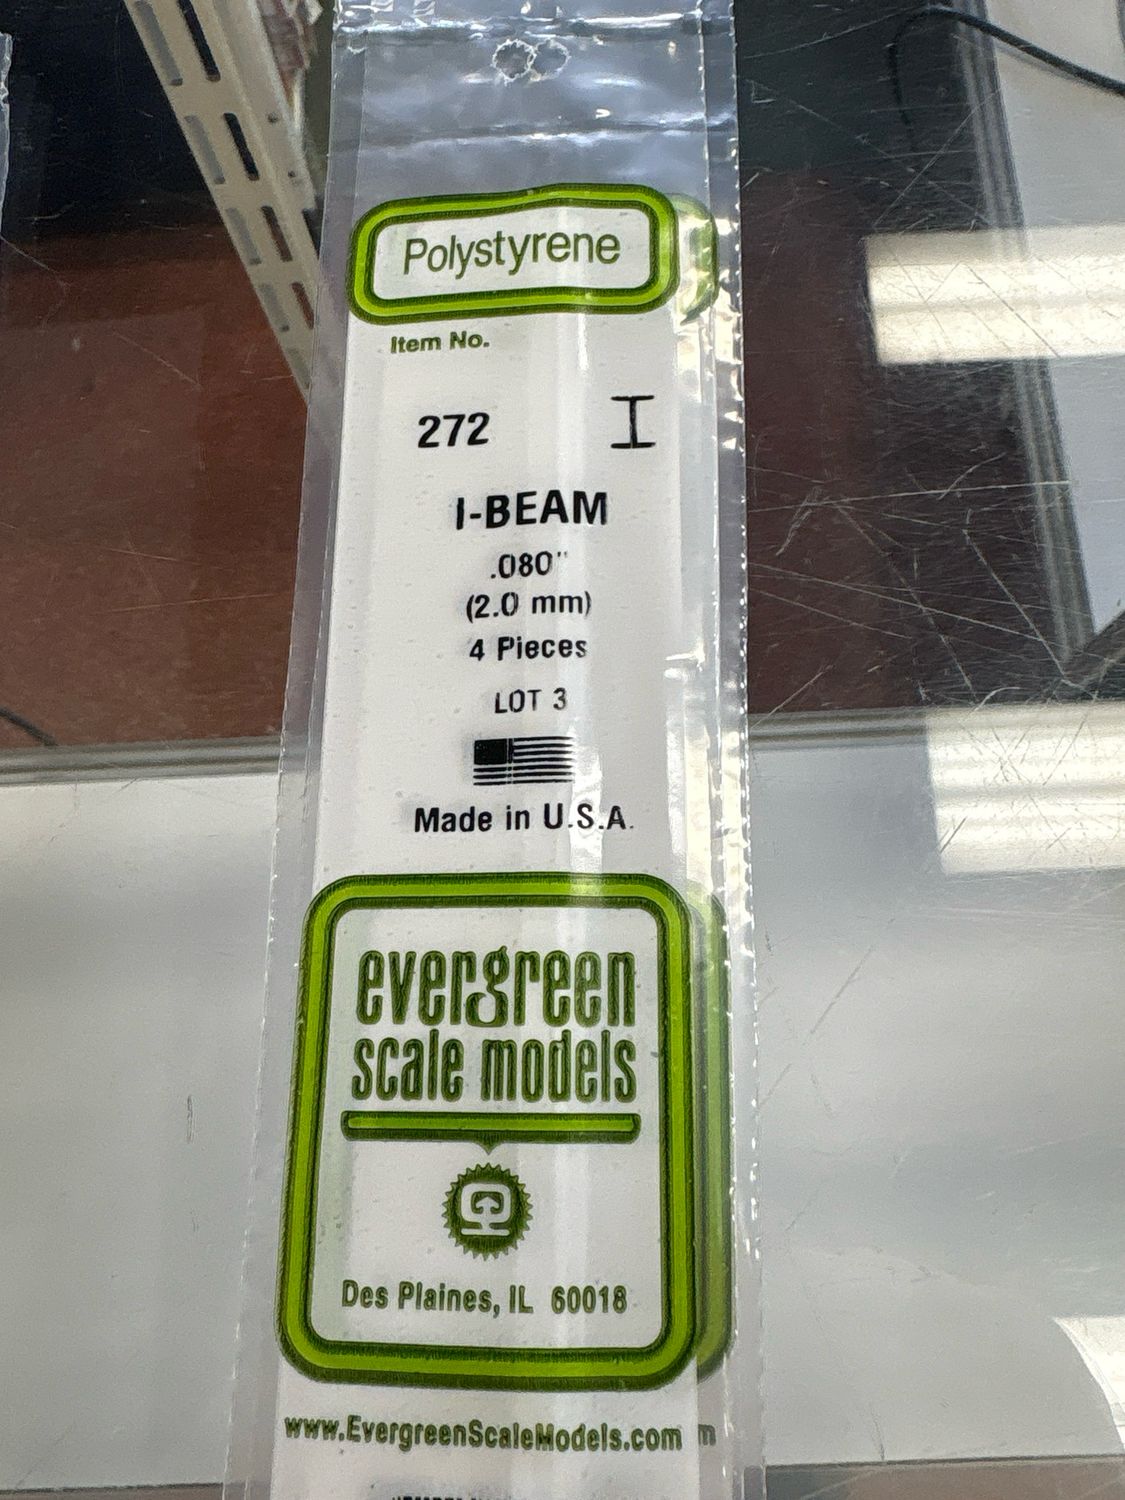 Polystyrene
Item No.
272
I-BEAM
.080"
(2.0 mm)
4 Pieces
LOT 3
Made in U.S.A.
evergreen
scale models
Des Plaines, IL 60018
www.EvergreenScaleModels.com